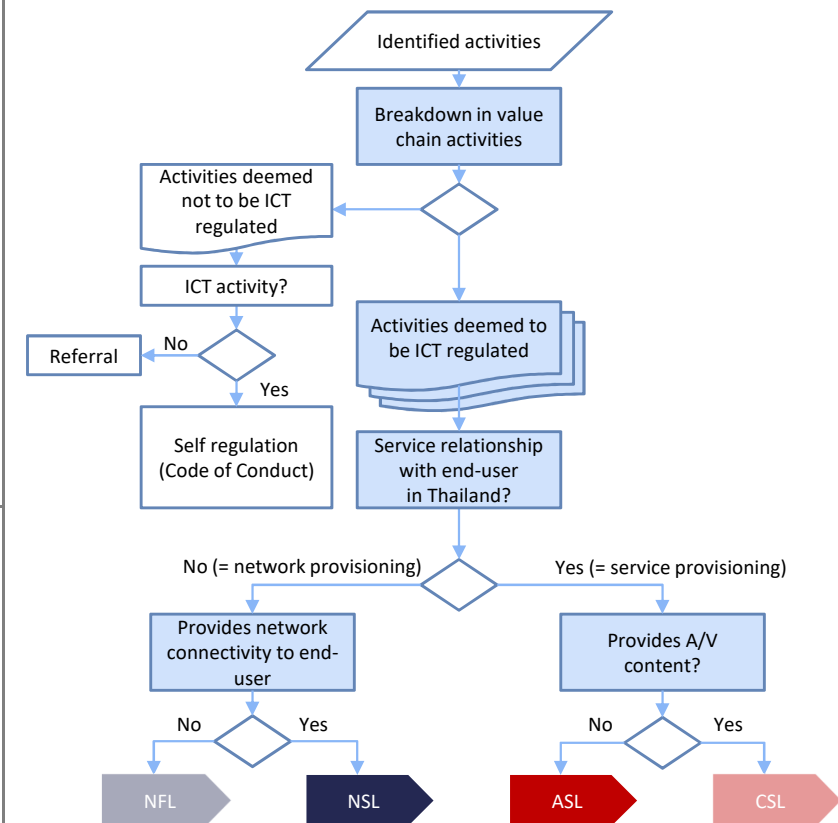 Identified activities
Breakdown in value
chain activities
Activities deemed
not to be ICT
regulated
ICT activity?
Activities deemed to
be ICT regulated
No
Referral
Yes
Self regulation
(Code of Conduct)
Service relationship
with end-user
in Thailand?
No (= network provisioning)
Yes (= service provisioning)
Provides network
connectivity to end-
user
Provides A/V
content?
No
Yes
No
Yes
NFL
NSL
ASL
CSL